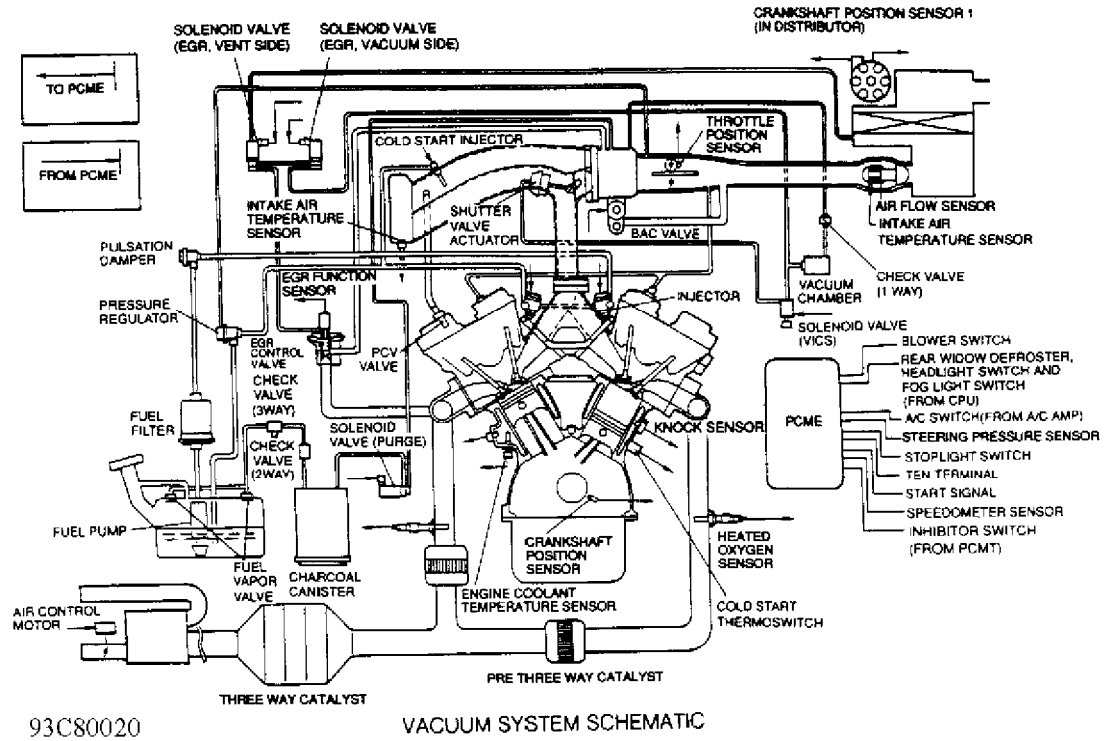 CRANKSHAFT POSITION SENSOR 1
(IN DISTRIBUTOR)
SOLENOID VALVE
(EGR, VENT SIDE)
SOLENOID VALVE
(EGR, VACUUM SIDE)
TO PCME
FROM PCME
COLD START INJECTOR
THROTTLE
POSITION
SENSOR
INTAKE AIR
TEMPERATURE
SENSOR
SHUTTER
VALVE
ACTUATOR
BAC VALVE
AIR FLOW SENSOR
INTAKE AIR
TEMPERATURE SENSOR
PULSATION
DAMPER
EGR FUNCTION
SENSOR
CHECK VALVE
(1 WAY)
VACUUM
CHAMBER
INJECTOR
PRESSURE
REGULATOR
SOLENOID VALVE
(VICS)
EGR
CONTROL
VALVE
PCV
VALVE
BLOWER SWITCH
REAR WIDOW DEFROSTER,
HEADLIGHT SWITCH AND
FOG LIGHT SWITCH
(FROM CPU)
CHECK
VALVE
(3WAY)
PCME
A/C SWITCH(FROM A/C AMP)
FUEL
FILTER
SOLENOID
VALVE (PURGE)
KNOCK SENSOR
STEERING PRESSURE SENSOR
CHECK
VALVE
(2WAY)
STOPLIGHT SWITCH
TEN TERMINAL
START SIGNAL
SPEEDOMETER SENSOR
INHIBITOR SWITCH
(FROM PCMT)
FUEL PUMP
CRANKSHAFT
POSITION
SENSOR
HEATED
OXYGEN
SENSOR
FUEL
VAPOR
VALVE
CHARCOAL
CANISTER
ENGINE COOLANT
TEMPERATURE SENSOR
COLD START
THERMOSWITCH
AIR CONTROL
MOTOR
PRE THREE WAY CATALYST
THREE WAY CATALYST
93C80020
VACUUM SYSTEM SCHEMATIC